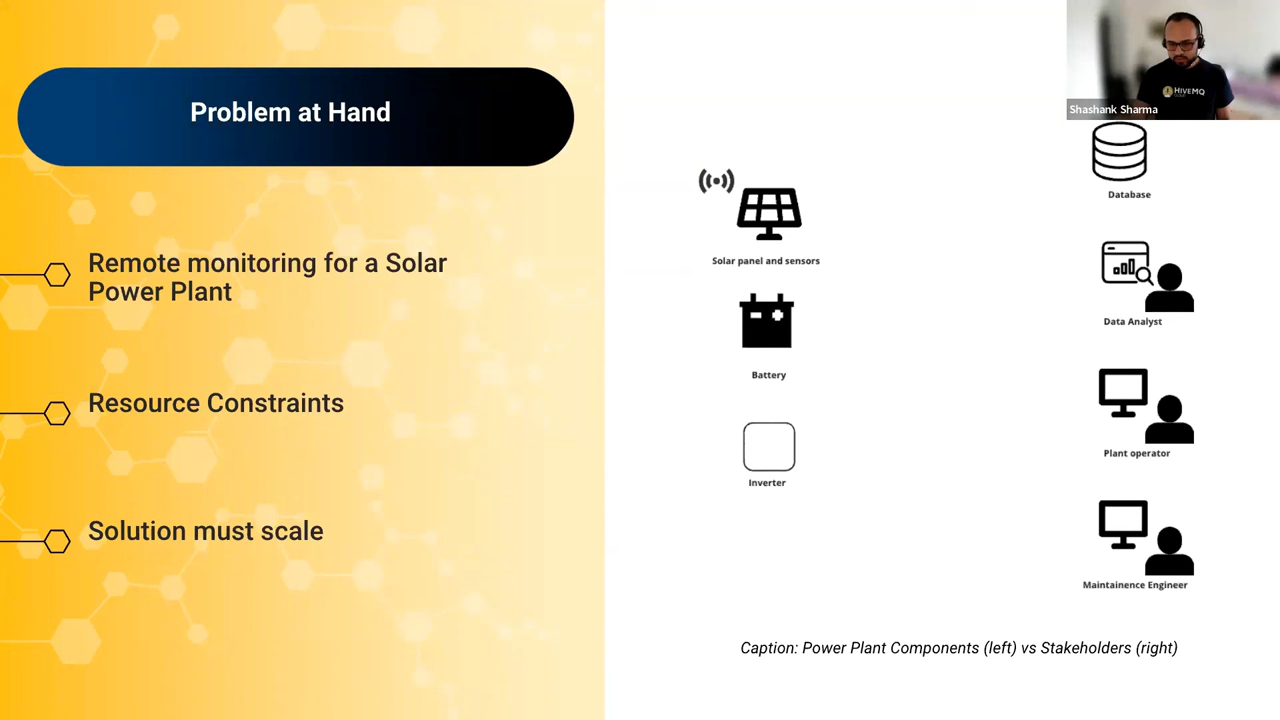 Problem at Hand
Remote monitoring for a Solar
Power Plant
Resource Constraints
Solution must scale
Solar panel and sensors
Battery
Inverter
HIVEMQ
Shashank Sharma
Database
Data Analyst
Plant operator
Maintainence Engineer
Caption: Power Plant Components (left) vs Stakeholders (right)